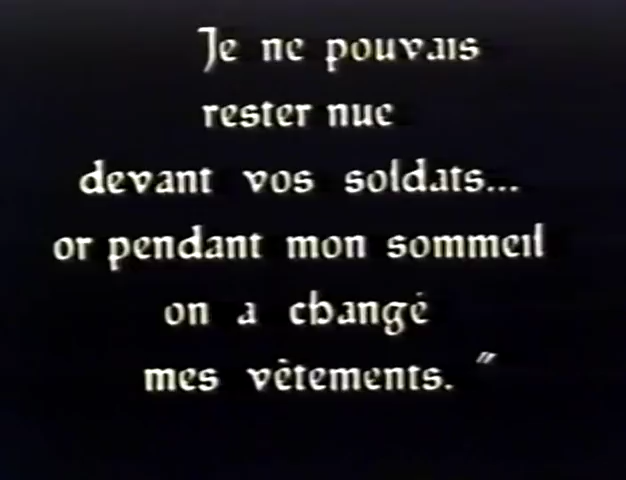 Je ne pouvais
rester nue
devant vos soldats...
or pendant mon sommeil
on a changé
mes vêtements. "